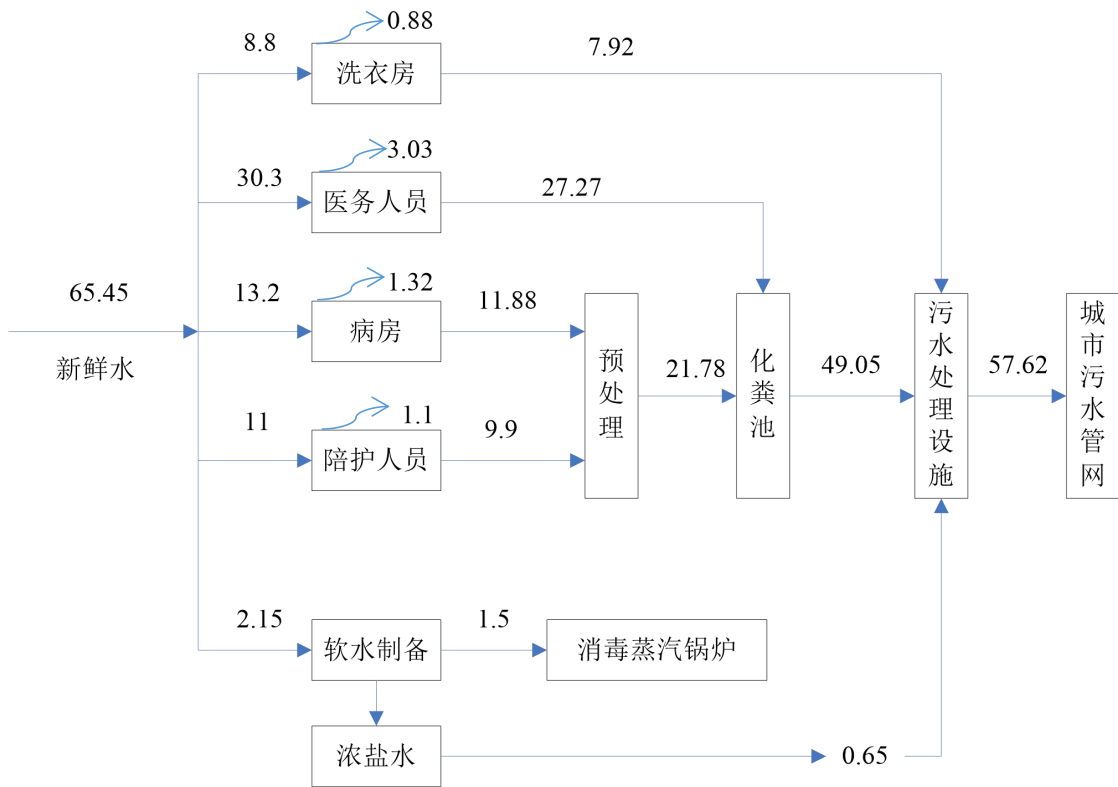 0.88
8.8
洗衣房
7.92
3.03
30.3
医务人员
27.27
65.45
新鲜水
1.32
13.2
病房
11.88
1.1
11
陪护人员
9.9
预处理
21.78
化粪池
49.05
污水处理设施
57.62
城市污水管网
2.15
软水制备
1.5
消毒蒸汽锅炉
浓盐水
0.65